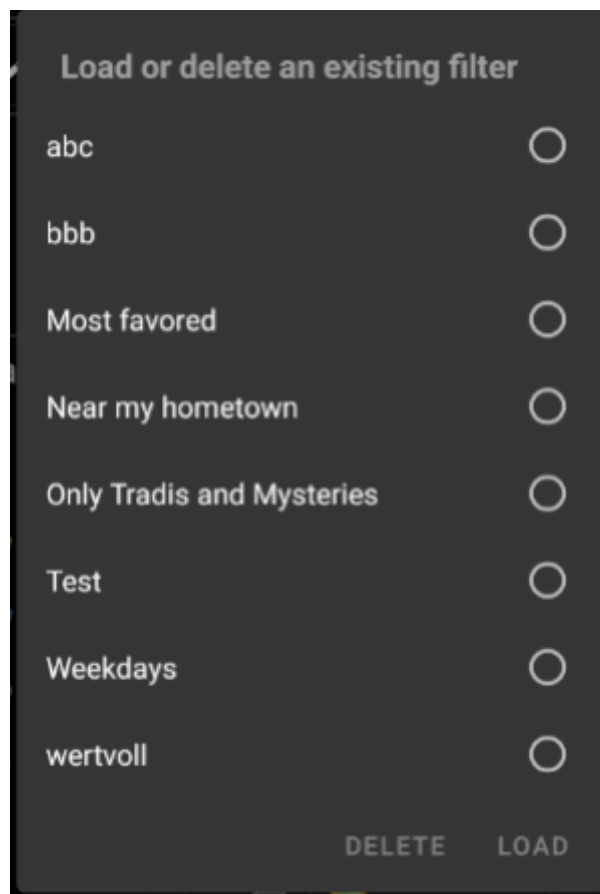 Load or delete an existing filter
abc
bbb
Most favored
Near my hometown
Only Tradis and Mysteries
Test
Weekdays
wertvoll
DELETE LOAD